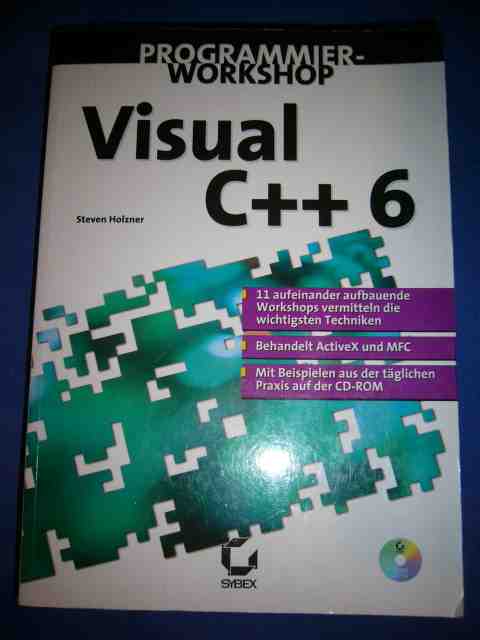 PROGRAMMIER-
WORKSHOP
Visual
C++ 6
Steven Holzner
11 aufeinander aufbauende
Workshops vermitteln die
wichtigsten Techniken
Behandelt ActiveX und MFC
Mit Beispielen aus der täglichen
Praxis auf der CD-ROM
SYBEX